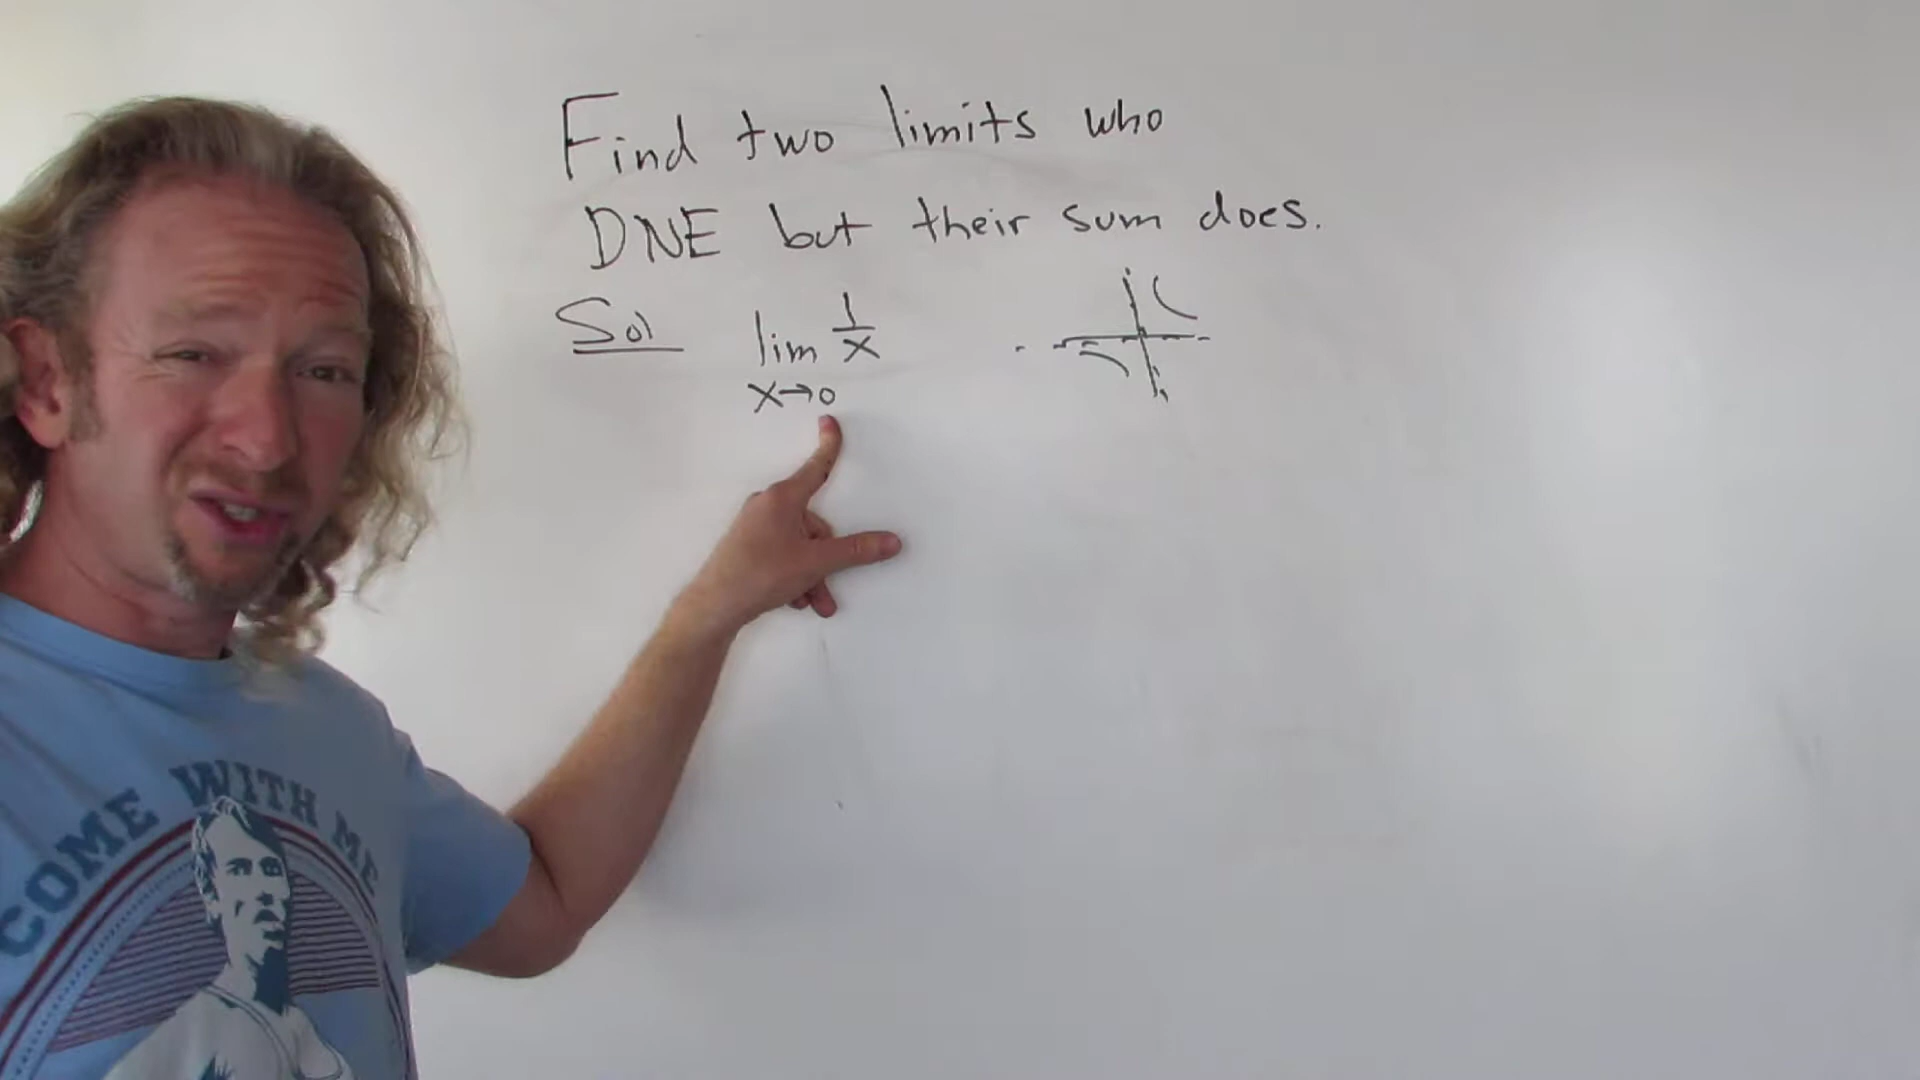 Find two limits who
DNE but their sum does.
Sol lim 1/x
x→0
COME WITH ME